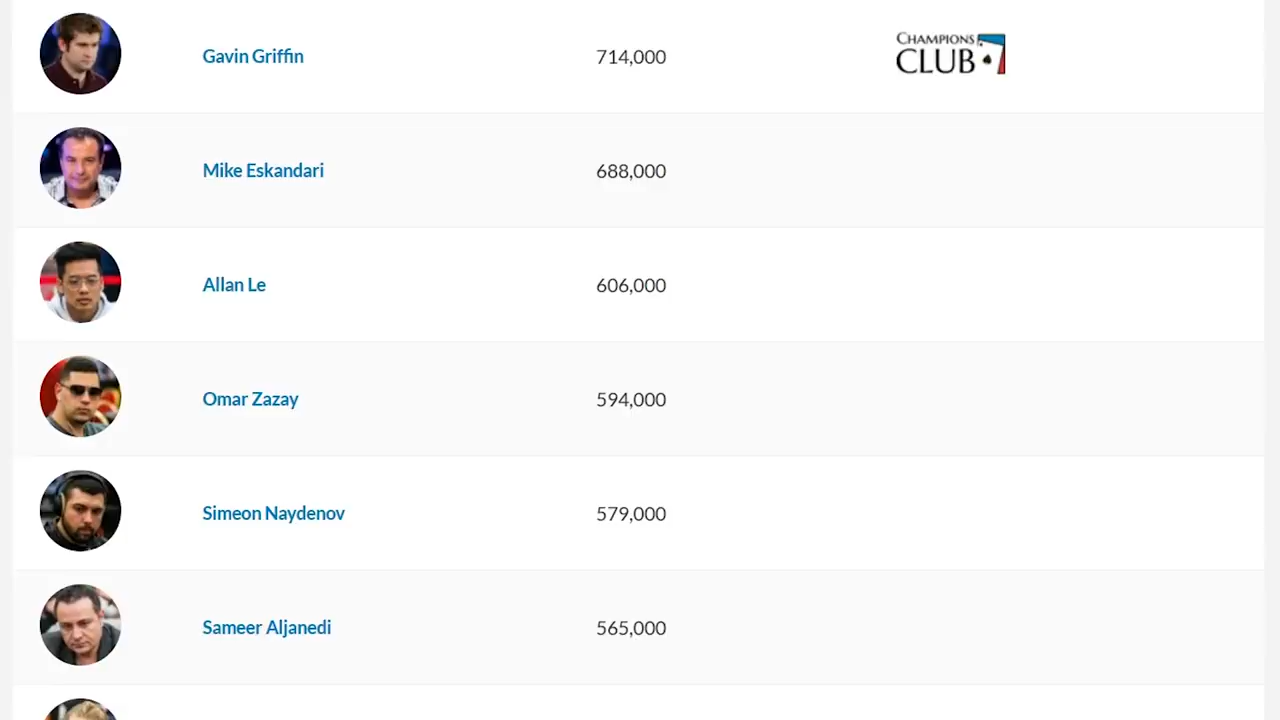 Gavin Griffin 714,000 CHAMPIONS CLUB
Mike Eskandari 688,000
Allan Le 606,000
Omar Zazay 594,000
Simeon Naydenov 579,000
Sameer Aljanedi 565,000